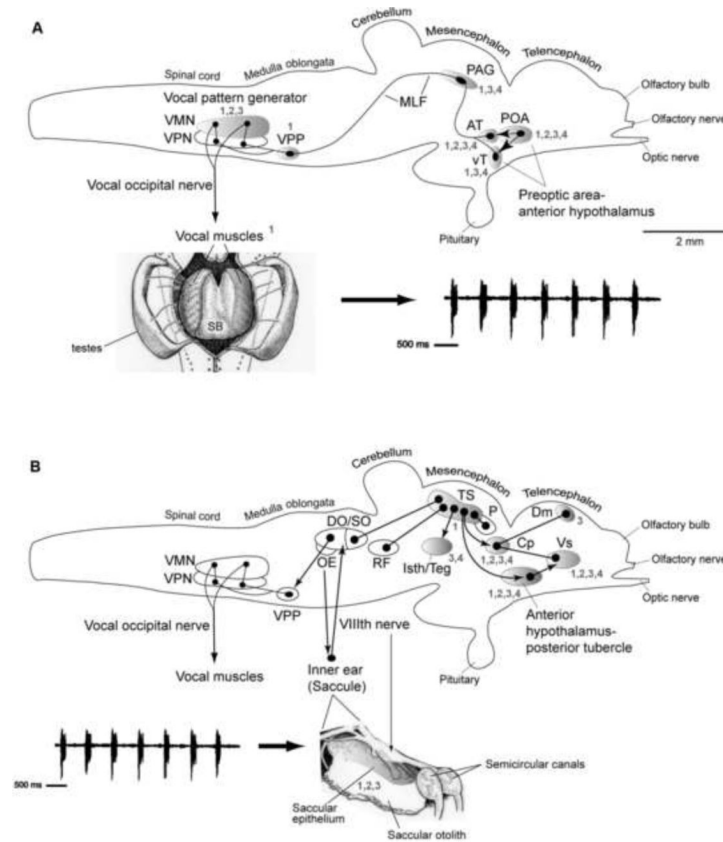 A
Cerebellum
Mesencephalon
Telencephalon
Medulla oblongata
Spinal cord
Vocal pattern generator
1,2,3
VMN
VPN
1
VPP
MLF
PAG
1,3,4
AT
POA
1,2,3,4
1,2,3,4
vT
1,3,4
Olfactory bulb
Olfactory nerve
Optic nerve
Vocal occipital nerve
Preoptic area-
anterior hypothalamus
Pituitary
2 mm
Vocal muscles 1
SB
testes
500 ms
B
Cerebellum
Mesencephalon
Telencephalon
Medulla oblongata
Spinal cord
TS
P
Dm
3
DO/SO
1
Cp
Vs
Olfactory bulb
VMN
VPN
OE
RF
3,4
Isth/Teg
1,2,3,4
1,2,3,4
Olfactory nerve
1,2,3,4
Optic nerve
VPP
Vocal occipital nerve
VIIIth nerve
Anterior
hypothalamus-
posterior tubercle
Vocal muscles
Inner ear
(Saccule)
Pituitary
Semicircular canals
500 ms
1,2,3
Saccular
epithelium
Saccular otolith